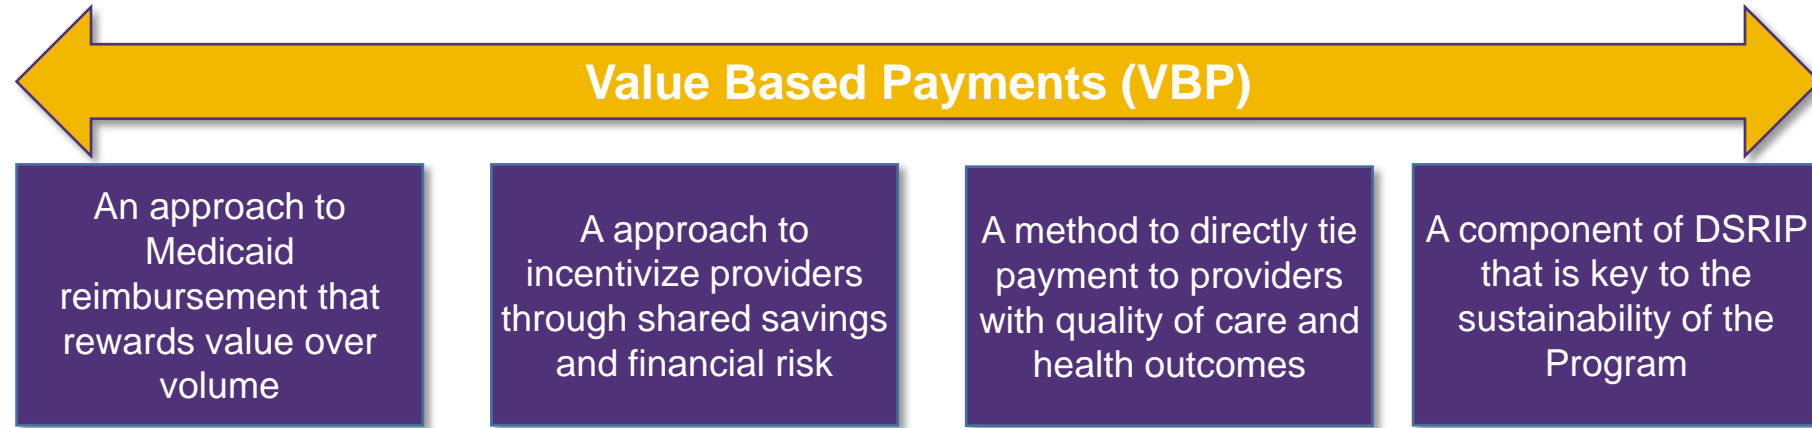 Value Based Payments (VBP)
An approach to
Medicaid
reimbursement that
rewards value over
volume
A approach to
incentivize providers
through shared savings
and financial risk
A method to directly tie
payment to providers
with quality of care and
health outcomes
A component of DSRIP
that is key to the
sustainability of the
Program